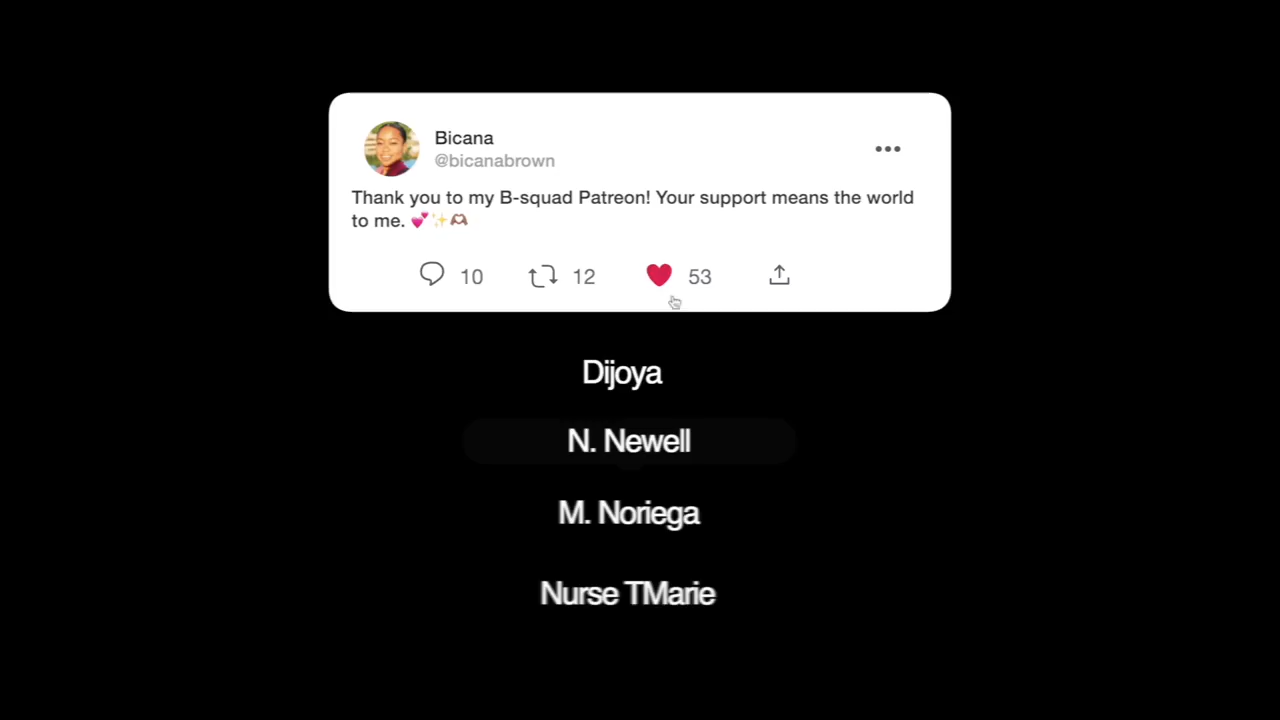 Bicana
@bicanabrown
Thank you to my B-squad Patreon! Your support means the world
to me. 💕✨🫶🏽
10 12 53
Dijoya
N. Newell
M. Noriega
Nurse TMarie